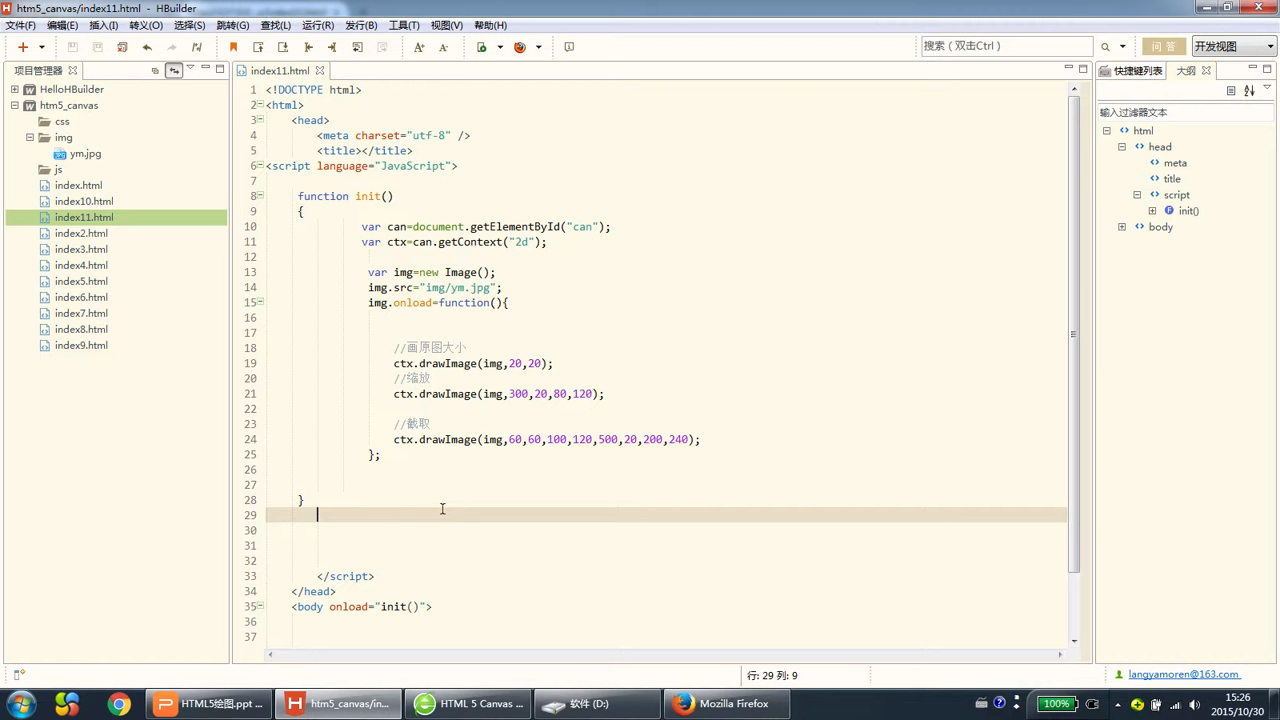 htm5_canvas/index11.html - HBuilder
文件(F) 编辑(E) 插入(I) 转义(O) 选择(S) 跳转(G) 查找(L) 运行(R) 发行(B) 工具(T) 视图(V) 帮助(H)
搜索（双击Ctrl）
问 答
开发视图
项目管理器
HelloHBuilder
htm5_canvas
css
img
ym.jpg
js
index.html
index10.html
index11.html
index2.html
index3.html
index4.html
index5.html
index6.html
index7.html
index8.html
index9.html
index11.html
1 <!DOCTYPE html>
2 <html>
3 <head>
4 <meta charset="utf-8" />
5 <title></title>
6 <script language="JavaScript">
7
8 function init()
9 {
10 var can=document.getElementById("can");
11 var ctx=can.getContext("2d");
12
13 var img=new Image();
14 img.src="img/ym.jpg";
15 img.onload=function(){
16
17
18 //画原图大小
19 ctx.drawImage(img,20,20);
20 //缩放
21 ctx.drawImage(img,300,20,80,120);
22
23 //截取
24 ctx.drawImage(img,60,60,100,120,500,20,200,240);
25 };
26
27
28 }
29
30
31
32
33 </script>
34 </head>
35 <body onload="init()">
36
37
快捷键列表
大纲
输入过滤器文本
html
head
meta
title
script
init()
body
行: 29 列: 9
langyamoren@163.com
HTML5绘图.ppt ...
htm5_canvas/in...
HTML 5 Canvas ...
软件 (D:)
Mozilla Firefox
100%
15:26
2015/10/30